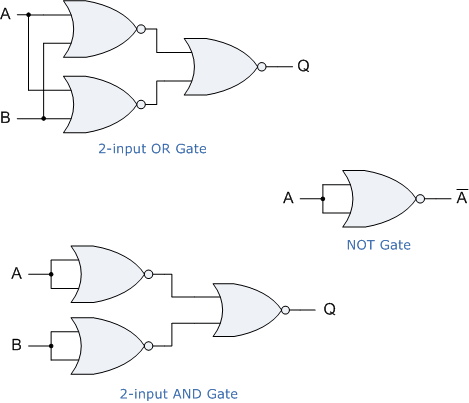 A
B
Q
2-input OR Gate
A
A̅
NOT Gate
A
B
Q
2-input AND Gate